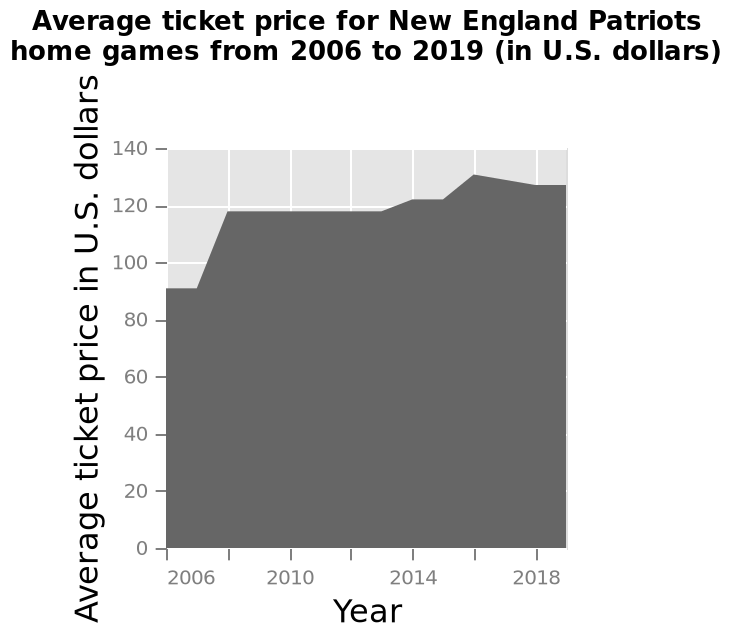 Average ticket price for New England Patriots
home games from 2006 to 2019 (in U.S. dollars)
Average ticket price in U.S. dollars
140
120
100
80
60
40
20
0
2006 2010 2014 2018
Year